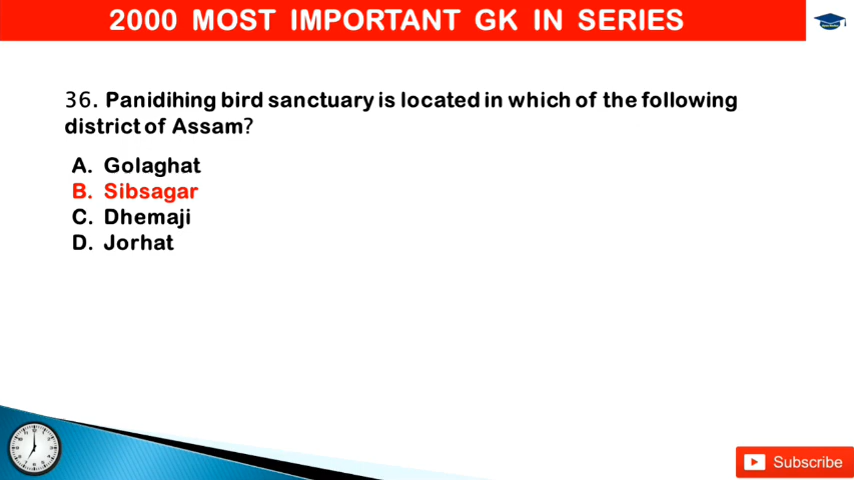 2000 MOST IMPORTANT GK IN SERIES
36. Panidihing bird sanctuary is located in which of the following
district of Assam?
A. Golaghat
B. Sibsagar
C. Dhemaji
D. Jorhat
Subscribe